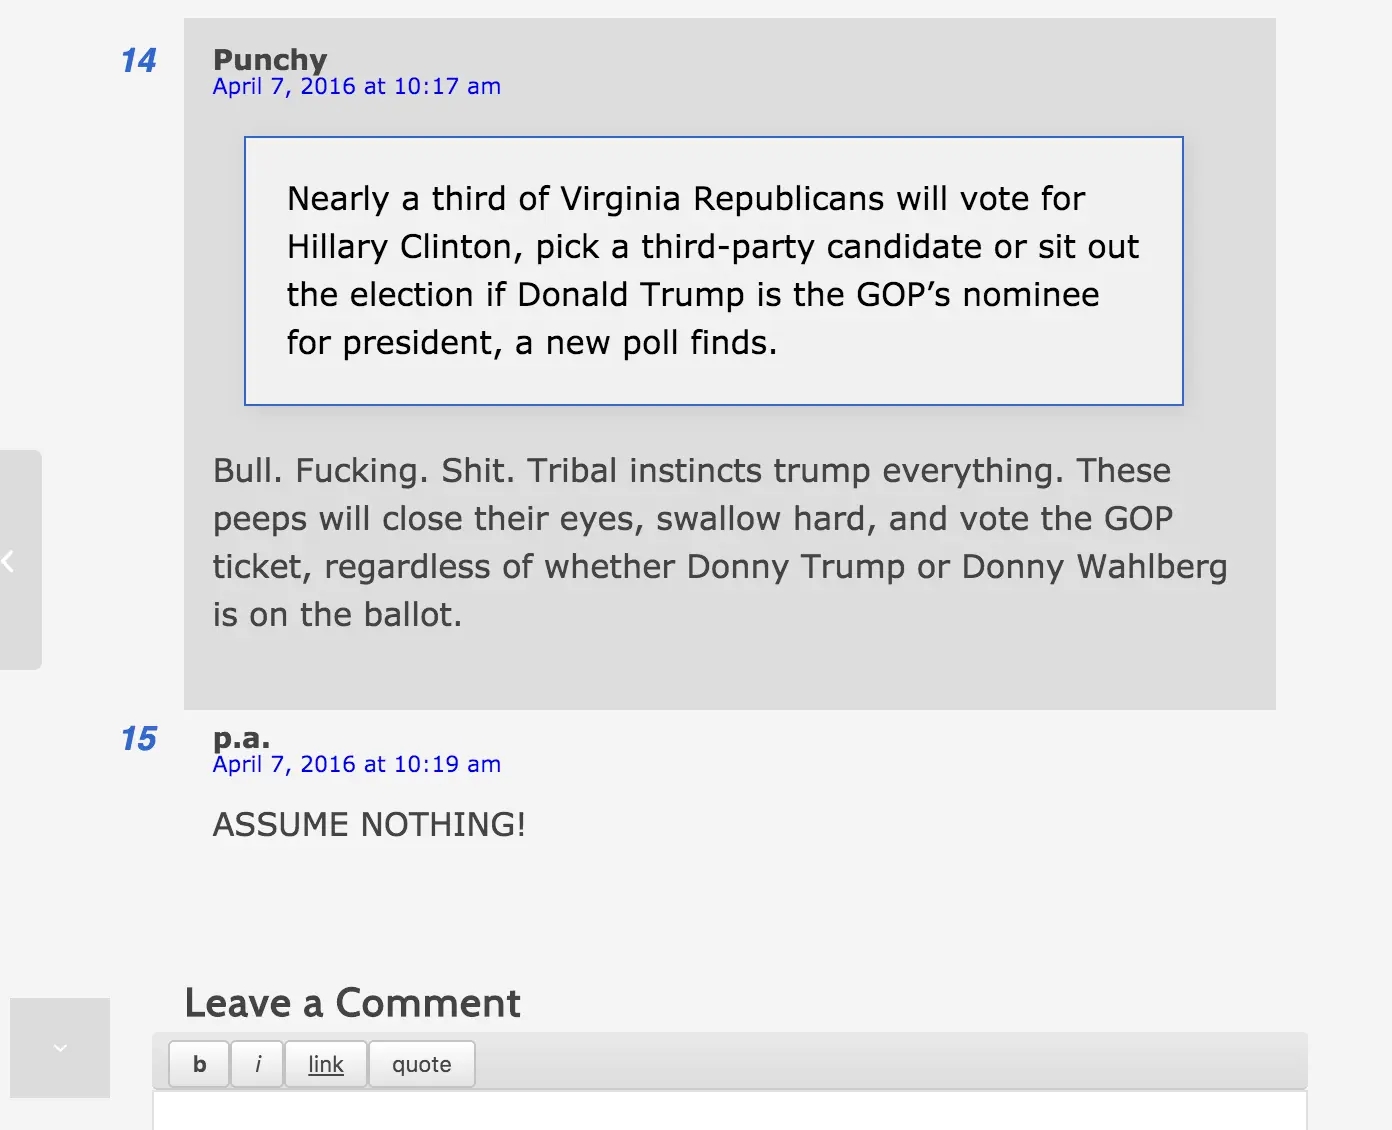 14
Punchy
April 7, 2016 at 10:17 am
Nearly a third of Virginia Republicans will vote for
Hillary Clinton, pick a third-party candidate or sit out
the election if Donald Trump is the GOP’s nominee
for president, a new poll finds.
Bull. Fucking. Shit. Tribal instincts trump everything. These
peeps will close their eyes, swallow hard, and vote the GOP
ticket, regardless of whether Donny Trump or Donny Wahlberg
is on the ballot.
15
p.a.
April 7, 2016 at 10:19 am
ASSUME NOTHING!
Leave a Comment
b i link quote